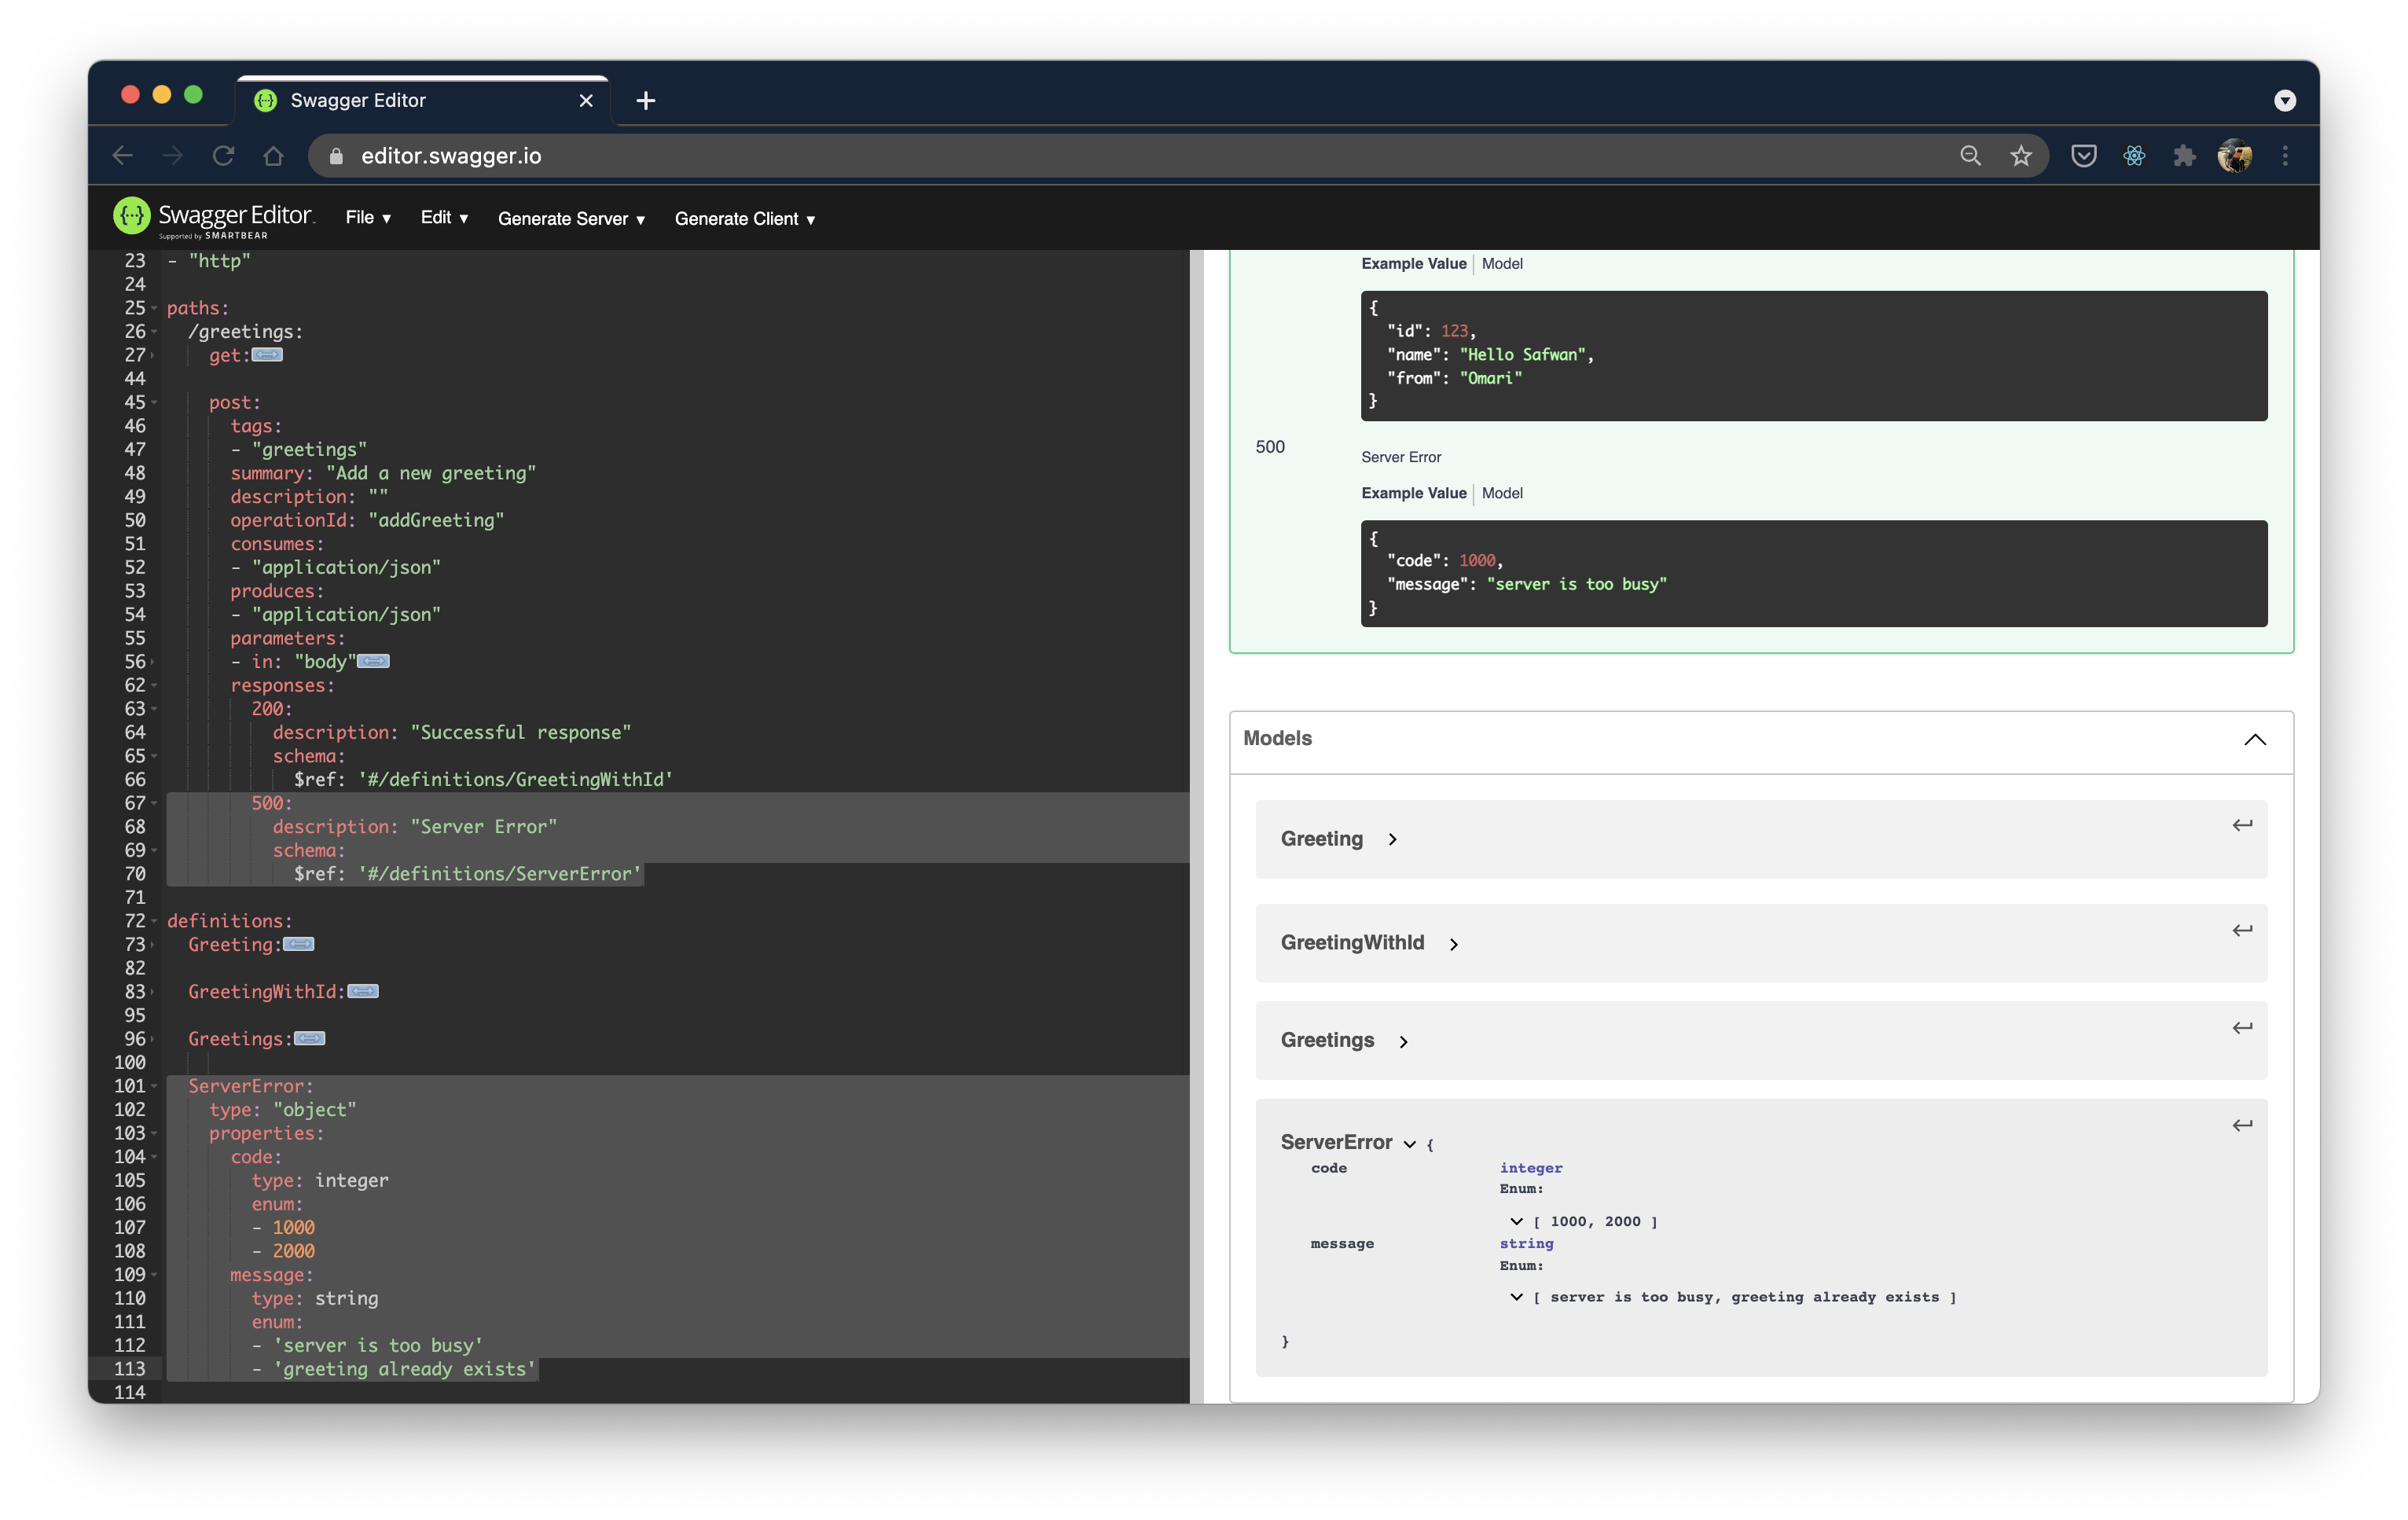 Swagger Editor
editor.swagger.io
Swagger Editor.
Supported by SMARTBEAR
File ▾ Edit ▾ Generate Server ▾ Generate Client ▾
23 - "http"
24
25 paths:
26 /greetings:
27 get:
44
45 post:
46 tags:
47 - "greetings"
48 summary: "Add a new greeting"
49 description: ""
50 operationId: "addGreeting"
51 consumes:
52 - "application/json"
53 produces:
54 - "application/json"
55 parameters:
56 - in: "body"
62 responses:
63 200:
64 description: "Successful response"
65 schema:
66 $ref: '#/definitions/GreetingWithId'
67 500:
68 description: "Server Error"
69 schema:
70 $ref: '#/definitions/ServerError'
71
72 definitions:
73 Greeting:
82
83 GreetingWithId:
95
96 Greetings:
100
101 ServerError:
102 type: "object"
103 properties:
104 code:
105 type: integer
106 enum:
107 - 1000
108 - 2000
109 message:
110 type: string
111 enum:
112 - 'server is too busy'
113 - 'greeting already exists'
114
Example Value | Model
{
"id": 123,
"name": "Hello Safwan",
"from": "Omari"
}
500
Server Error
Example Value | Model
{
"code": 1000,
"message": "server is too busy"
}
Models
Greeting
GreetingWithId
Greetings
ServerError {
code integer
Enum:
[ 1000, 2000 ]
message string
Enum:
[ server is too busy, greeting already exists ]
}